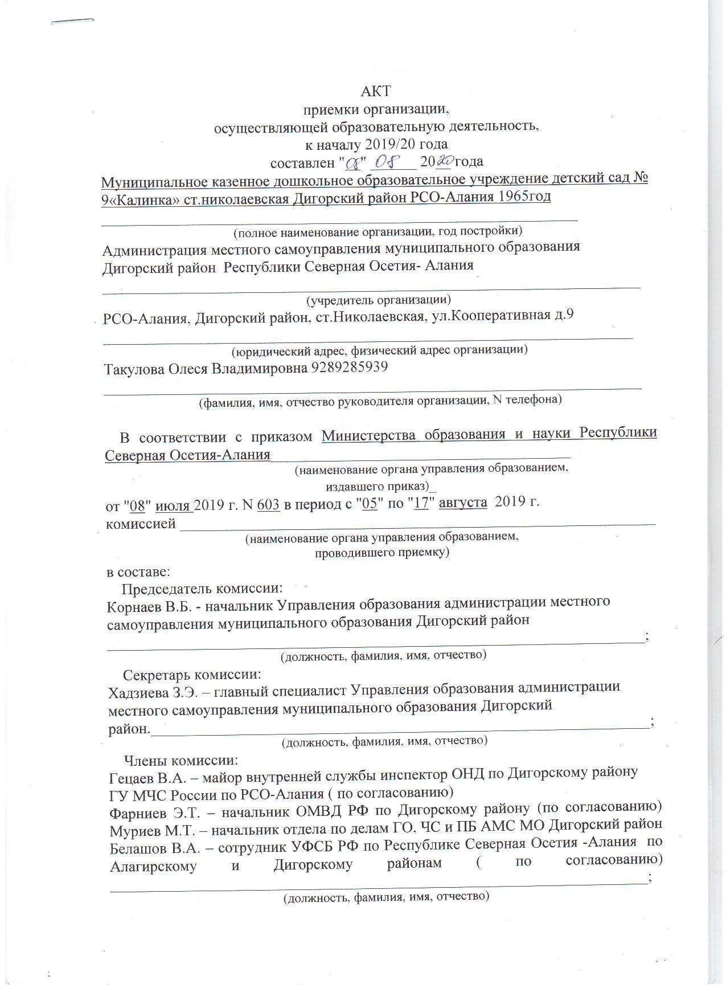 АКТ
приемки организации,
осуществляющей образовательную деятельность,
к началу 2019/20 года
составлен "08" 08 2020 года
Муниципальное казенное дошкольное образовательное учреждение детский сад №
9«Калинка» ст.николаевская Дигорский район РСО-Алания 1965год
(полное наименование организации, год постройки)
Администрация местного самоуправления муниципального образования
Дигорский район Республики Северная Осетия- Алания
(учредитель организации)
РСО-Алания, Дигорский район, ст.Николаевская, ул.Кооперативная д.9
(юридический адрес, физический адрес организации)
Такулова Олеся Владимировна 9289285939
(фамилия, имя, отчество руководителя организации, N телефона)
В соответствии с приказом Министерства образования и науки Республики
Северная Осетия-Алания
(наименование органа управления образованием,
издавшего приказ)_
от "08" июля 2019 г. N 603 в период с "05" по "17" августа 2019 г.
комиссией
(наименование органа управления образованием,
проводившего приемку)
в составе:
Председатель комиссии:
Корнаев В.Б. - начальник Управления образования администрации местного
самоуправления муниципального образования Дигорский район
;
(должность, фамилия, имя, отчество)
Секретарь комиссии:
Хадзиева З.Э. – главный специалист Управления образования администрации
местного самоуправления муниципального образования Дигорский
район. ;
(должность, фамилия, имя, отчество)
Члены комиссии:
Гецаев В.А. – майор внутренней службы инспектор ОНД по Дигорскому району
ГУ МЧС России по РСО-Алания ( по согласованию)
Фарниев Э.Т. – начальник ОМВД РФ по Дигорскому району (по согласованию)
Муриев М.Т. – начальник отдела по делам ГО, ЧС и ПБ АМС МО Дигорский район
Белашов В.А. – сотрудник УФСБ РФ по Республике Северная Осетия -Алания по
Алагирскому и Дигорскому районам ( по согласованию)
;
(должность, фамилия, имя, отчество)